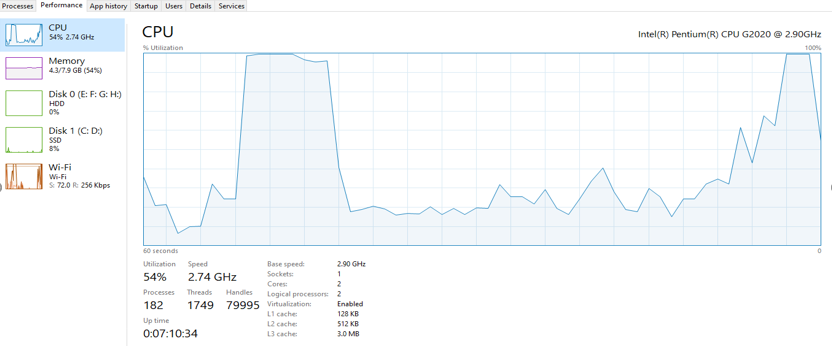 Processes Performance App history Startup Users Details Services
CPU
54% 2.74 GHz
Memory
4.3/7.9 GB (54%)
Disk 0 (E: F: G: H:)
HDD
0%
Disk 1 (C: D:)
SSD
8%
Wi-Fi
Wi-Fi
S: 72.0 R: 256 Kbps
CPU
Intel(R) Pentium(R) CPU G2020 @ 2.90GHz
% Utilization
100%
60 seconds
0
Utilization Speed
54% 2.74 GHz
Processes Threads Handles
182 1749 79995
Up time
0:07:10:34
Base speed: 2.90 GHz
Sockets: 1
Cores: 2
Logical processors: 2
Virtualization: Enabled
L1 cache: 128 KB
L2 cache: 512 KB
L3 cache: 3.0 MB